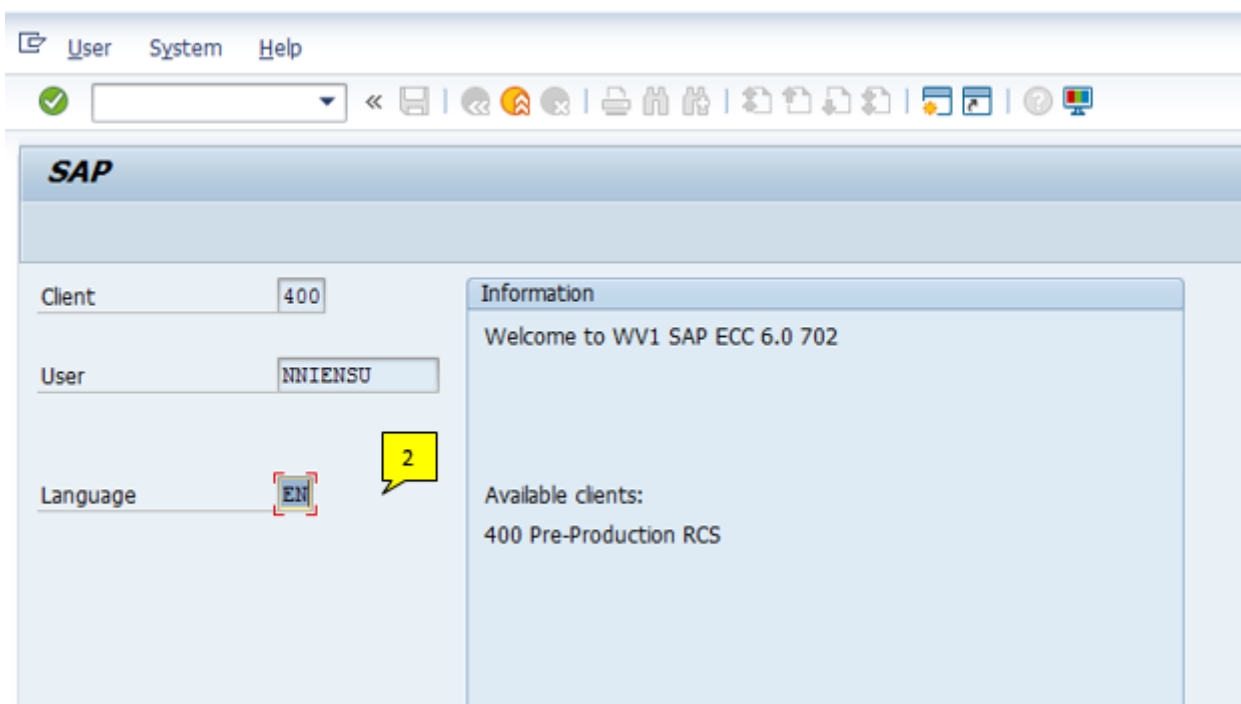 User System Help
SAP
Client 400
User NNIENSU
2
Language EN
Information
Welcome to WV1 SAP ECC 6.0 702
Available clients:
400 Pre-Production RCS